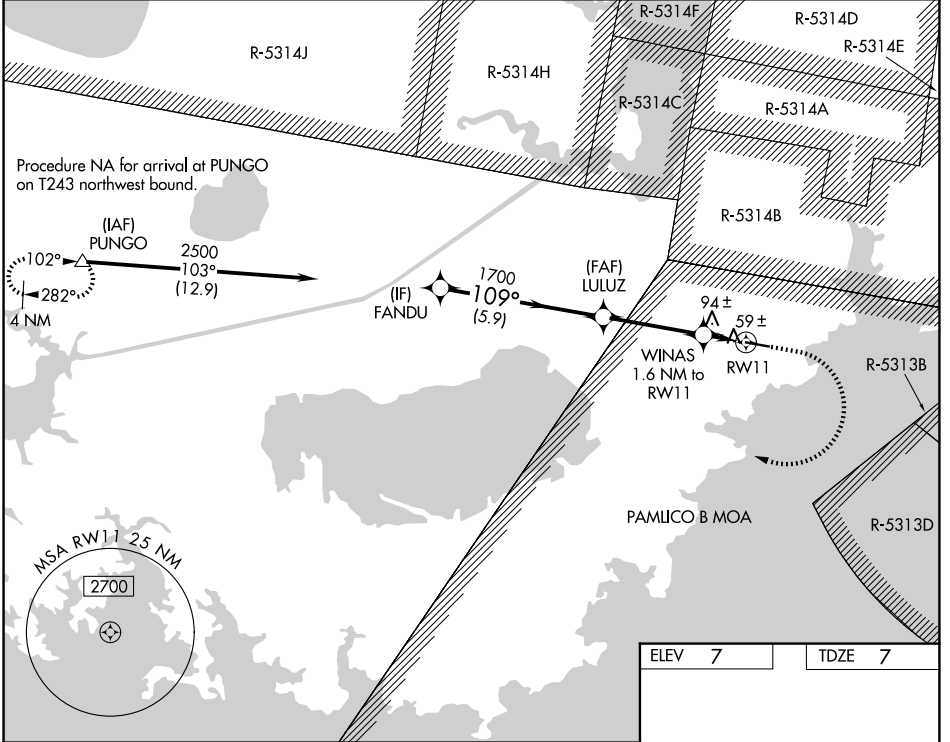 R-5314F
R-5314D
R-5314J
R-5314E
R-5314H
R-5314C
R-5314A
Procedure NA for arrival at PUNGO
on T243 northwest bound.
R-5314B
(IAF)
PUNGO
102°
2500
103°
(12.9)
282°
4 NM
(IF)
FANDU
1700
109°
(5.9)
(FAF)
LULUZ
94 ±
59 ±
WINAS
1.6 NM to
RW11
RW11
R-5313B
PAMLICO B MOA
R-5313D
MSA RW11 25 NM
2700
ELEV 7
TDZE 7